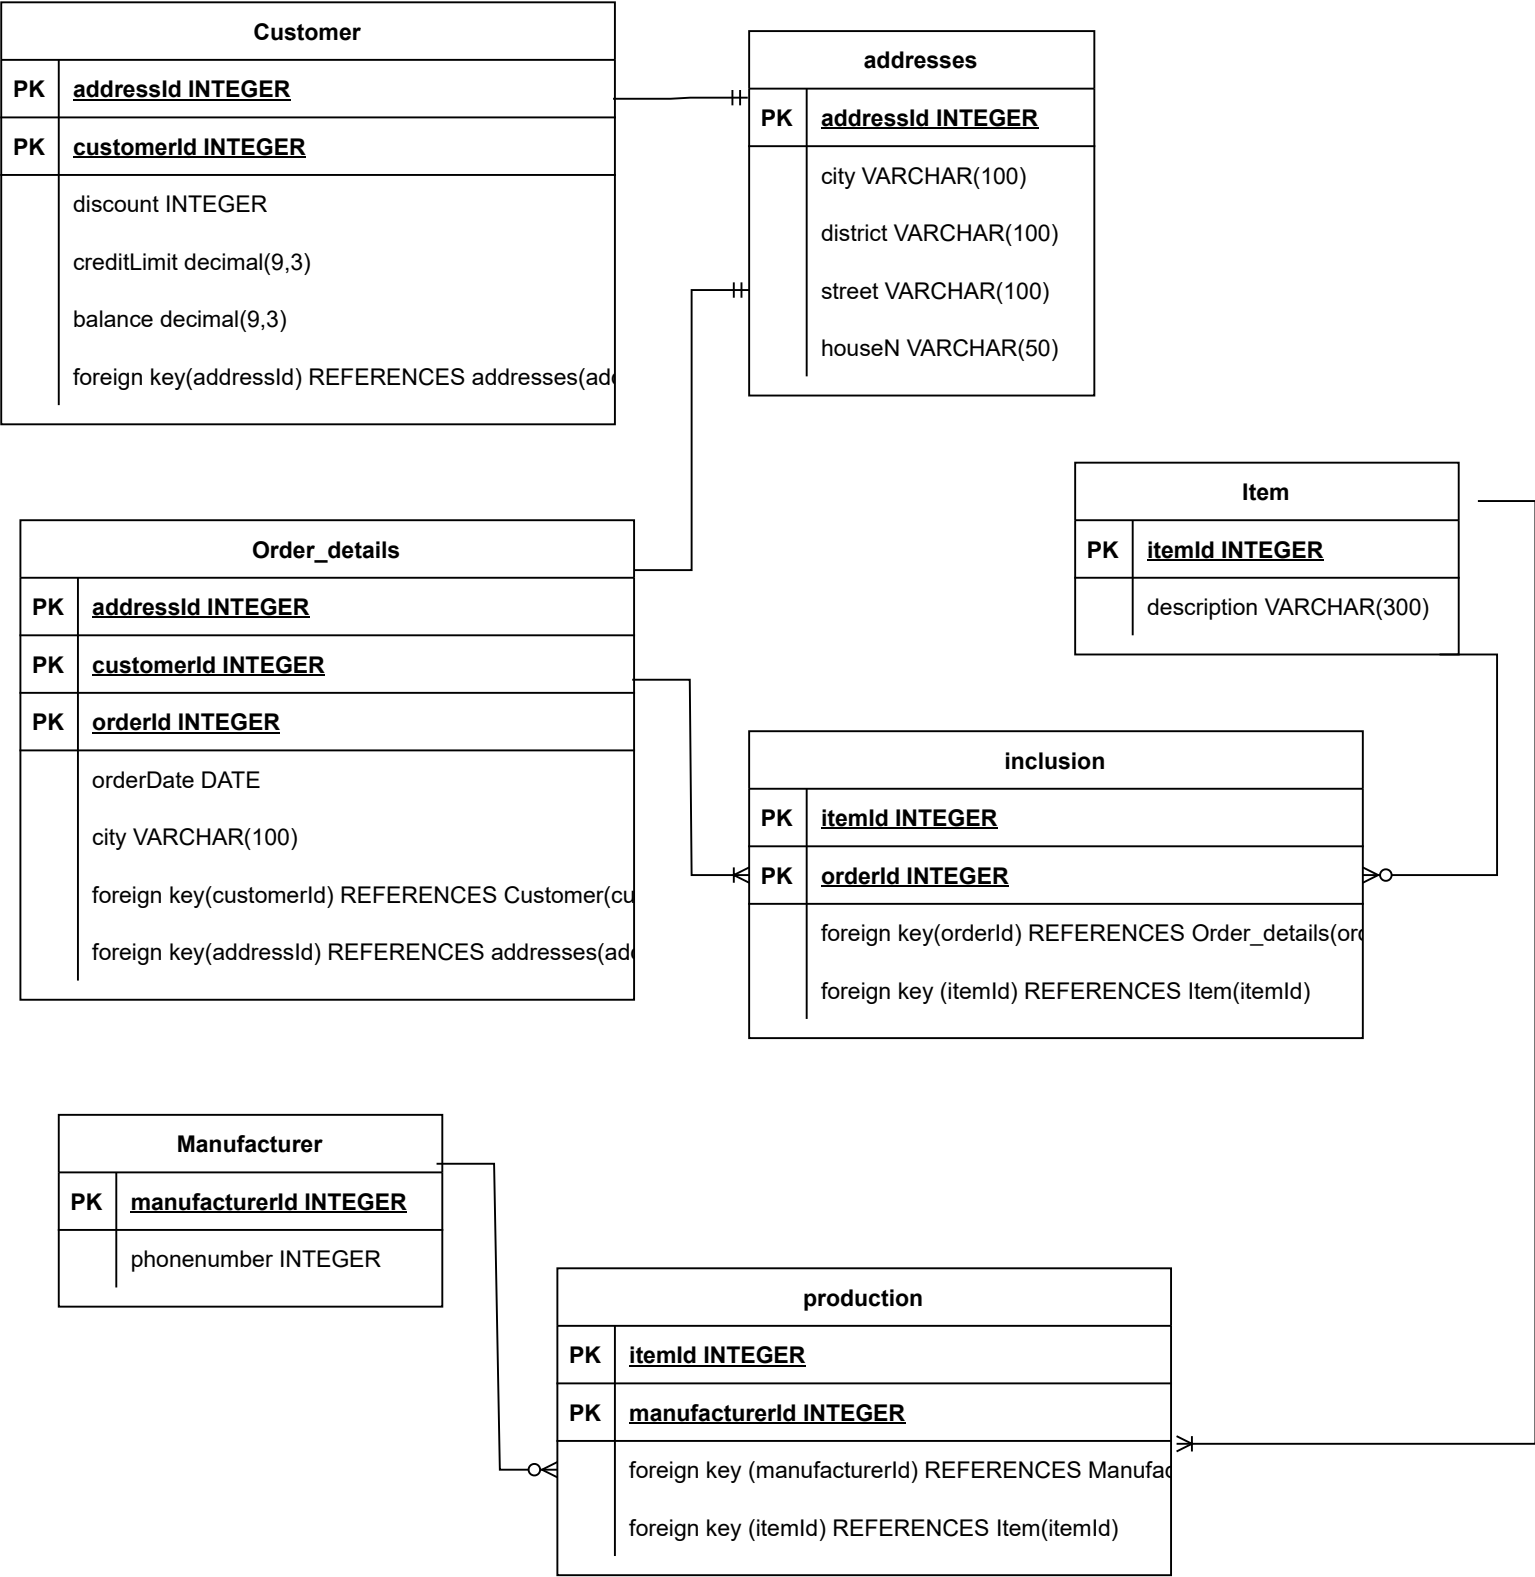 Customer
PK addressId INTEGER
PK customerId INTEGER
discount INTEGER
creditLimit decimal(9,3)
balance decimal(9,3)
foreign key(addressId) REFERENCES addresses(add
addresses
PK addressId INTEGER
city VARCHAR(100)
district VARCHAR(100)
street VARCHAR(100)
houseN VARCHAR(50)
Item
PK itemId INTEGER
description VARCHAR(300)
Order_details
PK addressId INTEGER
PK customerId INTEGER
PK orderId INTEGER
orderDate DATE
city VARCHAR(100)
foreign key(customerId) REFERENCES Customer(cu
foreign key(addressId) REFERENCES addresses(add
inclusion
PK itemId INTEGER
PK orderId INTEGER
foreign key(orderId) REFERENCES Order_details(ord
foreign key (itemId) REFERENCES Item(itemId)
Manufacturer
PK manufacturerId INTEGER
phonenumber INTEGER
production
PK itemId INTEGER
PK manufacturerId INTEGER
foreign key (manufacturerId) REFERENCES Manufac
foreign key (itemId) REFERENCES Item(itemId)